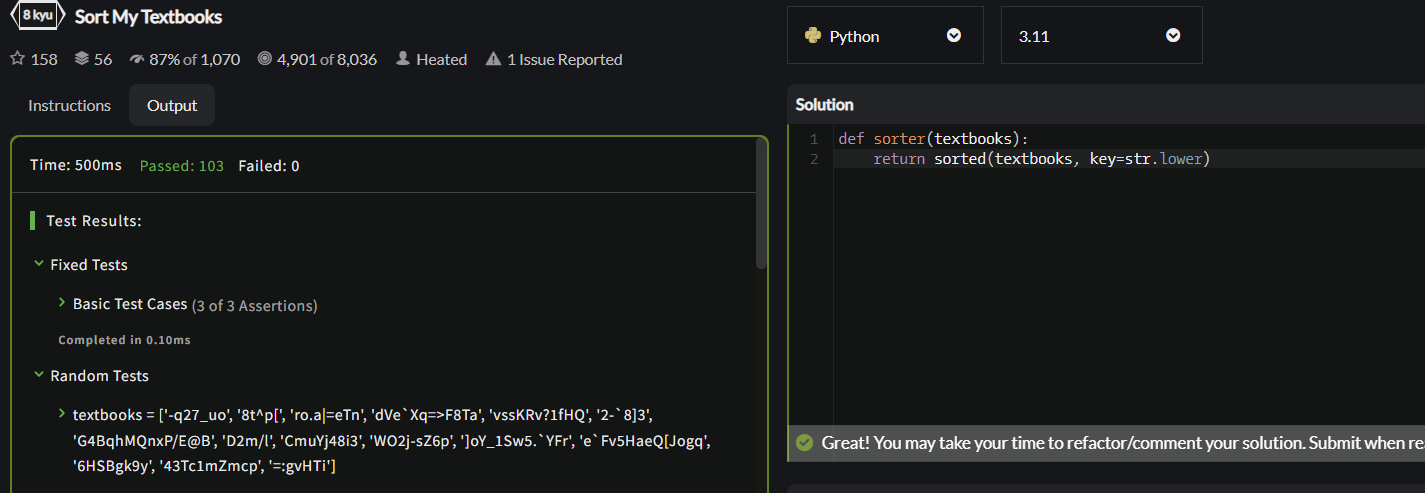 8 kyu Sort My Textbooks
158 56 87% of 1,070 4,901 of 8,036 Heated 1 Issue Reported
Instructions Output
Time: 500ms Passed: 103 Failed: 0
Test Results:
Fixed Tests
Basic Test Cases (3 of 3 Assertions)
Completed in 0.10ms
Random Tests
textbooks = ['-q27_uo', '8t^p[', 'ro.a|=eTn', 'dVe`Xq=>F8Ta', 'vssKRv?1fHQ', '2-`8]3',
'G4BqhMQnxP/E@B', 'D2m/l', 'CmuYj48i3', 'WO2j-sZ6p', ']oY_1Sw5.`YFr', 'e`Fv5HaeQ[Jogq',
'6HSBgk9y', '43Tc1mZmcp', '=:gvHTi']
Python 3.11
Solution
1 def sorter(textbooks):
2     return sorted(textbooks, key=str.lower)
Great! You may take your time to refactor/comment your solution. Submit when re